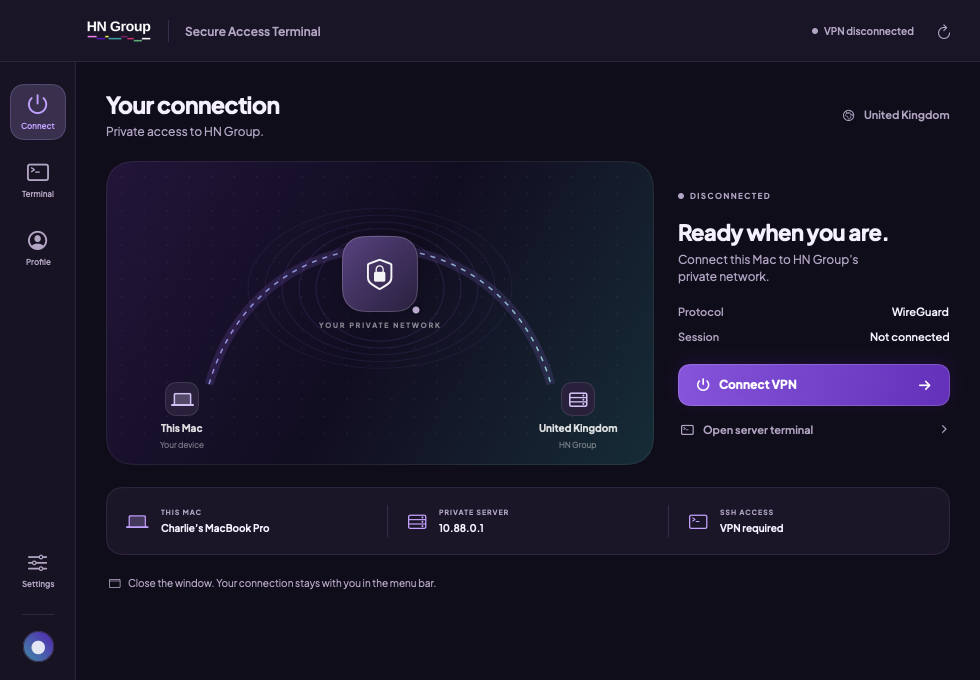 HN Group
Secure Access Terminal
VPN disconnected
Connect
Terminal
Profile
Settings
Your connection
Private access to HN Group.
United Kingdom
YOUR PRIVATE NETWORK
This Mac
Your device
United Kingdom
HN Group
DISCONNECTED
Ready when you are.
Connect this Mac to HN Group's
private network.
Protocol WireGuard
Session Not connected
Connect VPN
Open server terminal
THIS MAC
Charlie's MacBook Pro
PRIVATE SERVER
10.88.0.1
SSH ACCESS
VPN required
Close the window. Your connection stays with you in the menu bar.